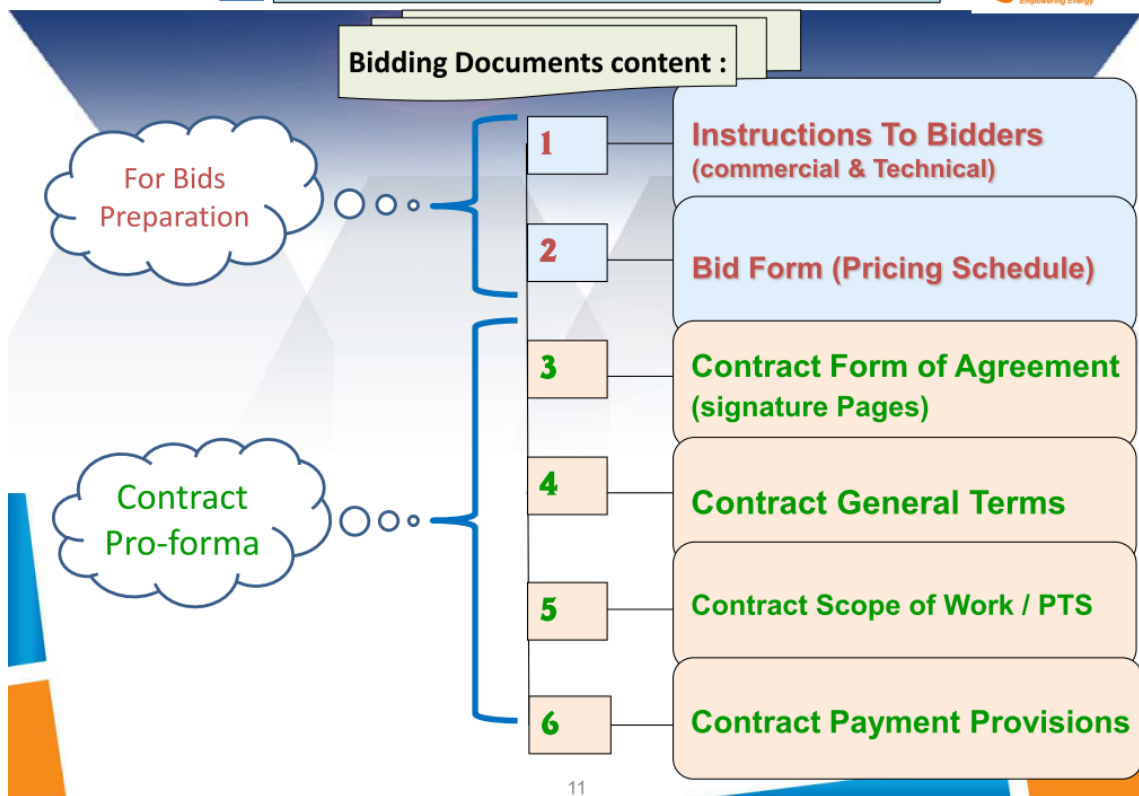 Empowering Energy
Bidding Documents content :
For Bids
Preparation
1
Instructions To Bidders
(commercial & Technical)
2
Bid Form (Pricing Schedule)
Contract
Pro-forma
3
Contract Form of Agreement
(signature Pages)
4
Contract General Terms
5
Contract Scope of Work / PTS
6
Contract Payment Provisions
11